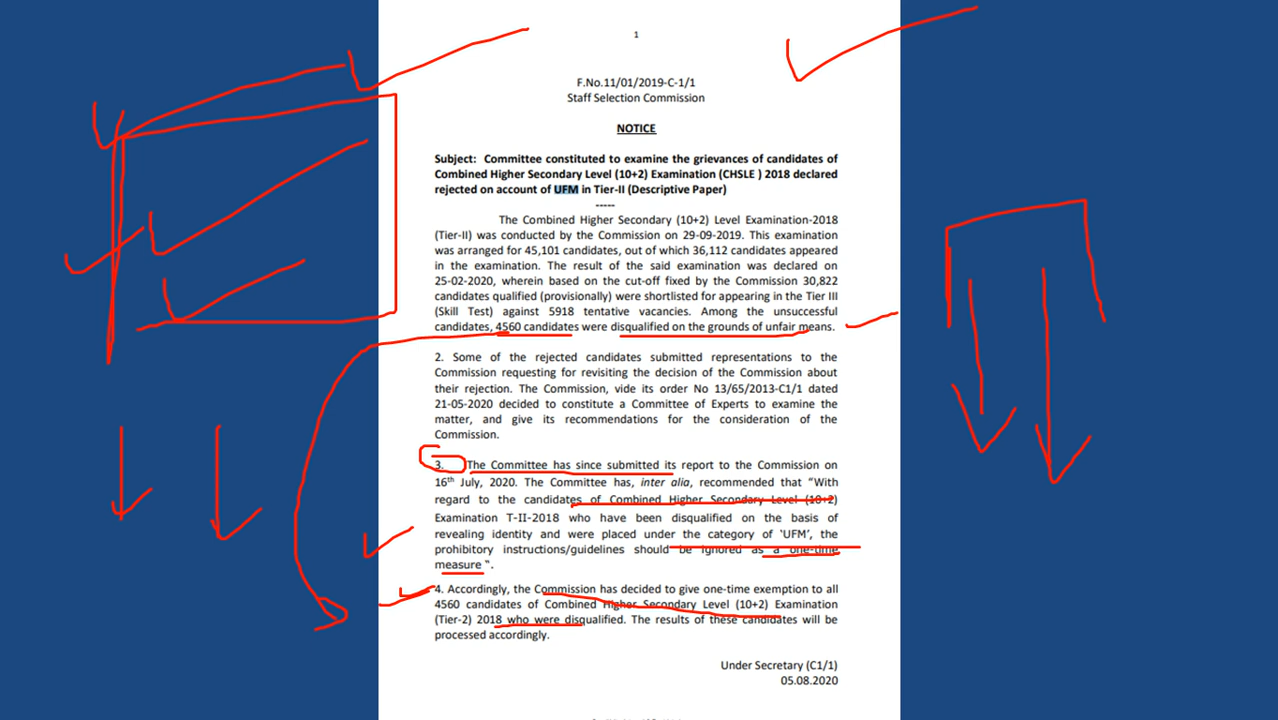 1
F.No.11/01/2019-C-1/1
Staff Selection Commission
NOTICE
Subject: Committee constituted to examine the grievances of candidates of
Combined Higher Secondary Level (10+2) Examination (CHSLE ) 2018 declared
rejected on account of UFM in Tier-II (Descriptive Paper)
-----
The Combined Higher Secondary (10+2) Level Examination-2018
(Tier-II) was conducted by the Commission on 29-09-2019. This examination
was arranged for 45,101 candidates, out of which 36,112 candidates appeared
in the examination. The result of the said examination was declared on
25-02-2020, wherein based on the cut-off fixed by the Commission 30,822
candidates qualified (provisionally) were shortlisted for appearing in the Tier III
(Skill Test) against 5918 tentative vacancies. Among the unsuccessful
candidates, 4560 candidates were disqualified on the grounds of unfair means.
2. Some of the rejected candidates submitted representations to the
Commission requesting for revisiting the decision of the Commission about
their rejection. The Commission, vide its order No 13/65/2013-C1/1 dated
21-05-2020 decided to constitute a Committee of Experts to examine the
matter, and give its recommendations for the consideration of the
Commission.
3. The Committee has since submitted its report to the Commission on
16th July, 2020. The Committee has, inter alia, recommended that “With
regard to the candidates of Combined Higher Secondary Level (10+2)
Examination T-II-2018 who have been disqualified on the basis of
revealing identity and were placed under the category of ‘UFM’, the
prohibitory instructions/guidelines should be ignored as a one-time
measure “.
4. Accordingly, the Commission has decided to give one-time exemption to all
4560 candidates of Combined Higher Secondary Level (10+2) Examination
(Tier-2) 2018 who were disqualified. The results of these candidates will be
processed accordingly.
Under Secretary (C1/1)
05.08.2020